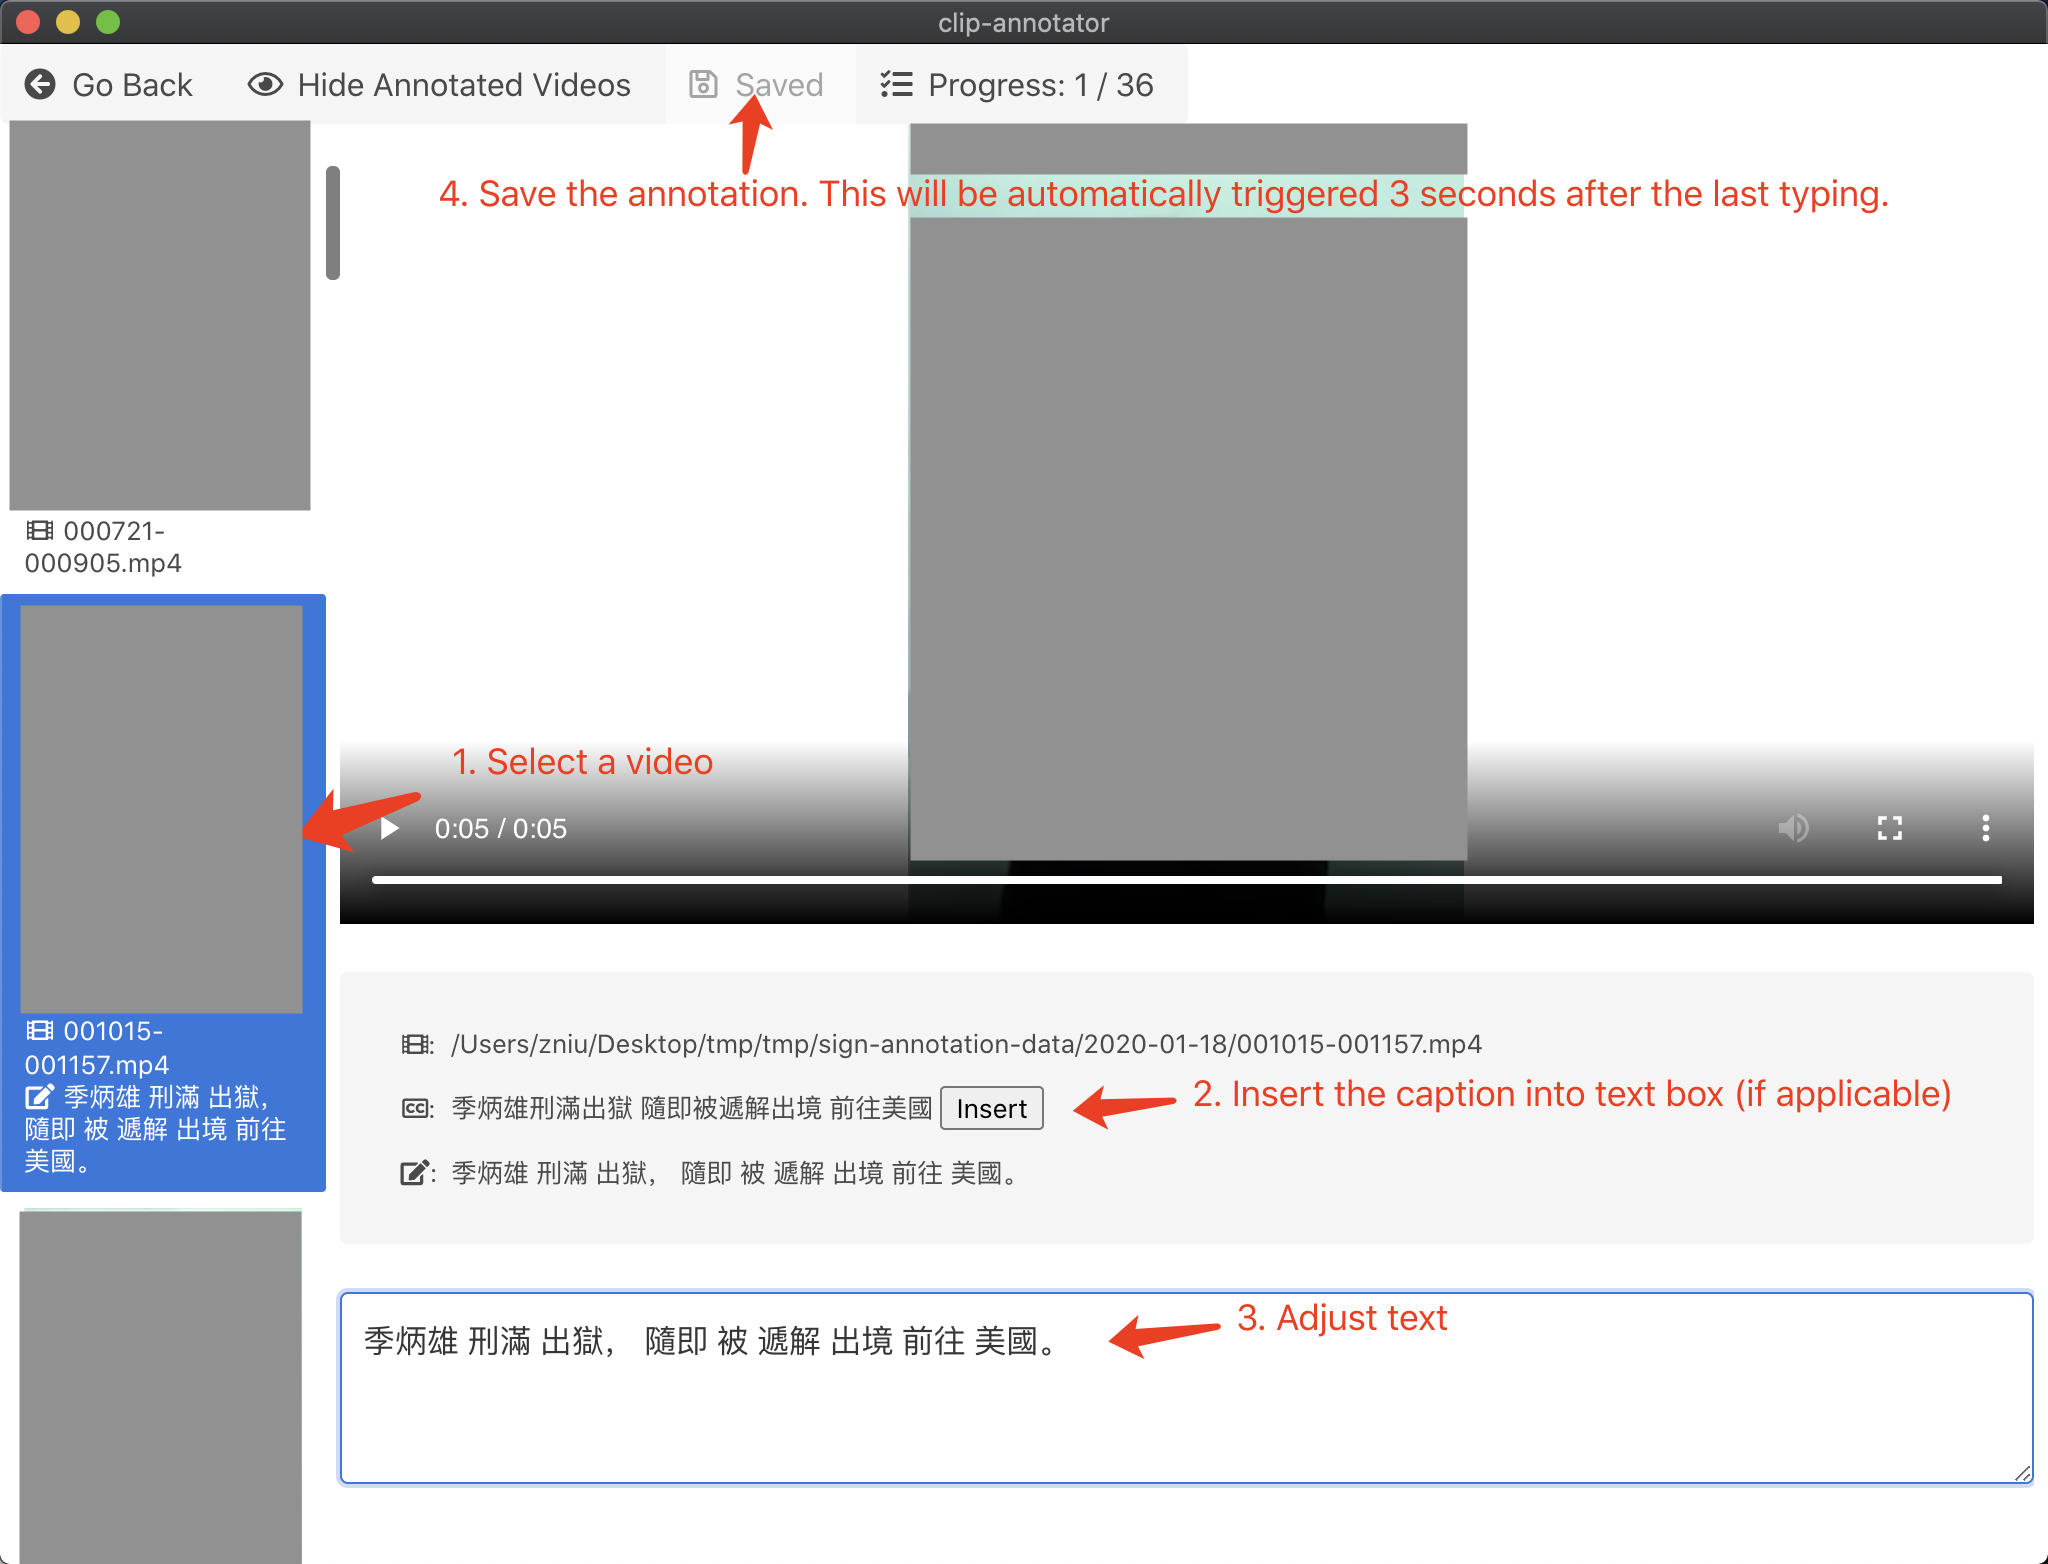 clip-annotator
Go Back
Hide Annotated Videos
Saved
Progress: 1 / 36
4. Save the annotation. This will be automatically triggered 3 seconds after the last typing.
000721-
000905.mp4
001015-
001157.mp4
季炳雄 刑滿 出獄，
隨即 被 遞解 出境 前往
美國。
1. Select a video
0:05 / 0:05
: /Users/zniu/Desktop/tmp/tmp/sign-annotation-data/2020-01-18/001015-001157.mp4
CC: 季炳雄刑滿出獄 隨即被遞解出境 前往美國 Insert
2. Insert the caption into text box (if applicable)
: 季炳雄 刑滿 出獄， 隨即 被 遞解 出境 前往 美國。
季炳雄 刑滿 出獄， 隨即 被 遞解 出境 前往 美國。
3. Adjust text